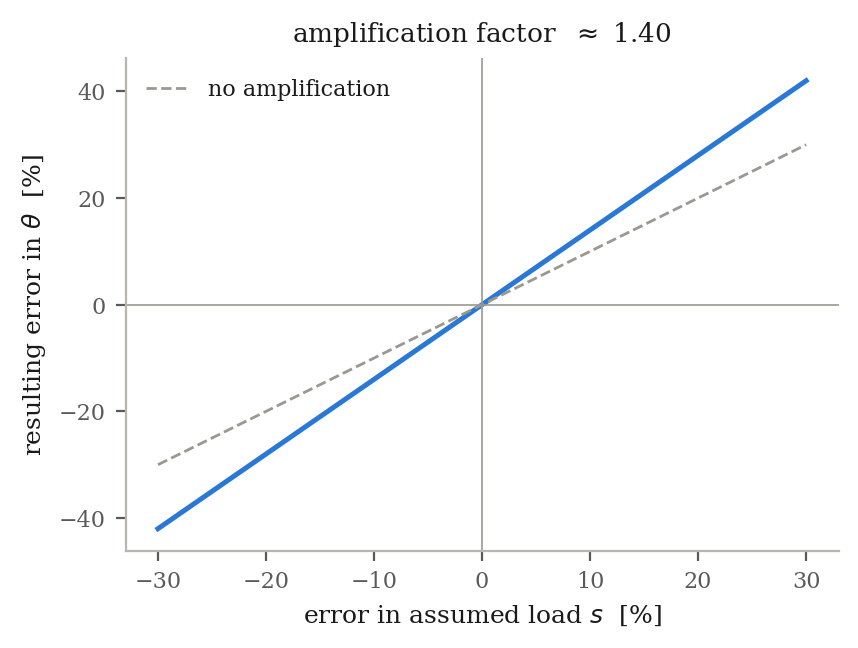 amplification factor ≈ 1.40
no amplification
resulting error in θ [%]
40
20
0
−20
−40
−30 −20 −10 0 10 20 30
error in assumed load s [%]